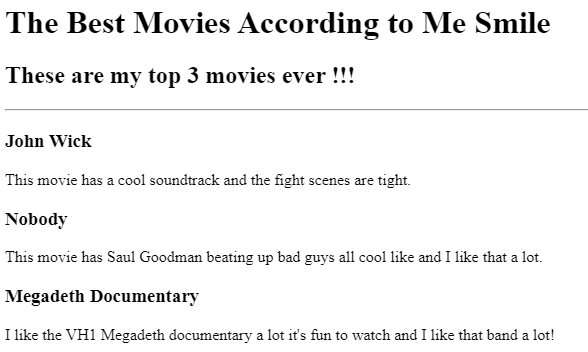 The Best Movies According to Me Smile
These are my top 3 movies ever !!!
John Wick
This movie has a cool soundtrack and the fight scenes are tight.
Nobody
This movie has Saul Goodman beating up bad guys all cool like and I like that a lot.
Megadeth Documentary
I like the VH1 Megadeth documentary a lot it's fun to watch and I like that band a lot!